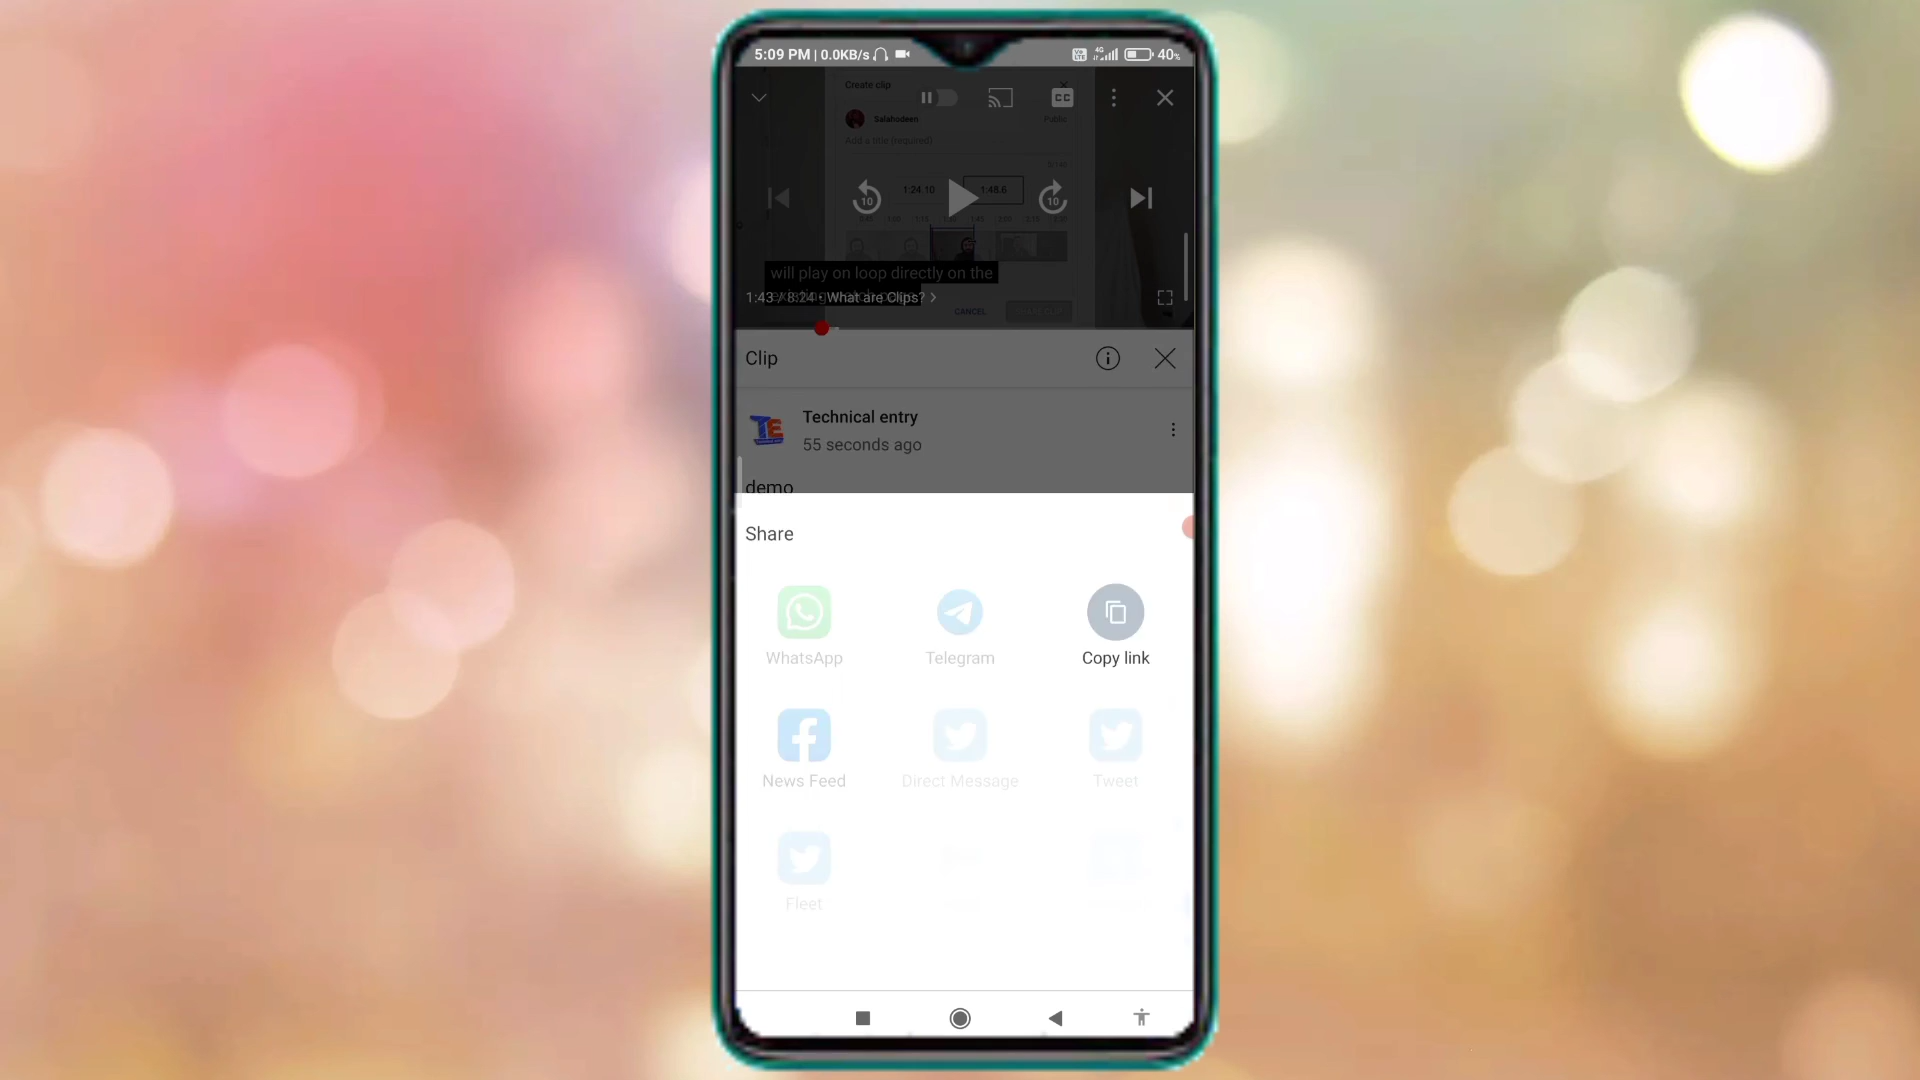 5:09 PM | 0.0KB/s
4G
40%
Create clip
CC
Salahodeen
Public
Add a title (required)
1:24.10
1:48.6
10
10
will play on loop directly on the
1:43 / 8:24 • What are Clips? >
CANCEL
Clip
Technical entry
55 seconds ago
demo
Share
WhatsApp
Telegram
Copy link
News Feed
Direct Message
Tweet
Fleet